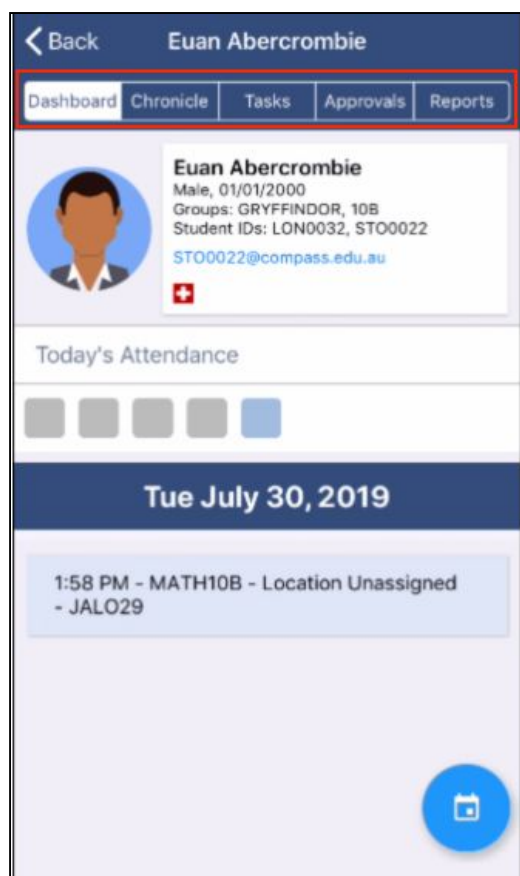 Back Euan Abercrombie
Dashboard Chronicle Tasks Approvals Reports
Euan Abercrombie
Male, 01/01/2000
Groups: GRYFFINDOR, 10B
Student IDs: LON0032, STO0022
STO0022@compass.edu.au
Today's Attendance
Tue July 30, 2019
1:58 PM - MATH10B - Location Unassigned
- JALO29